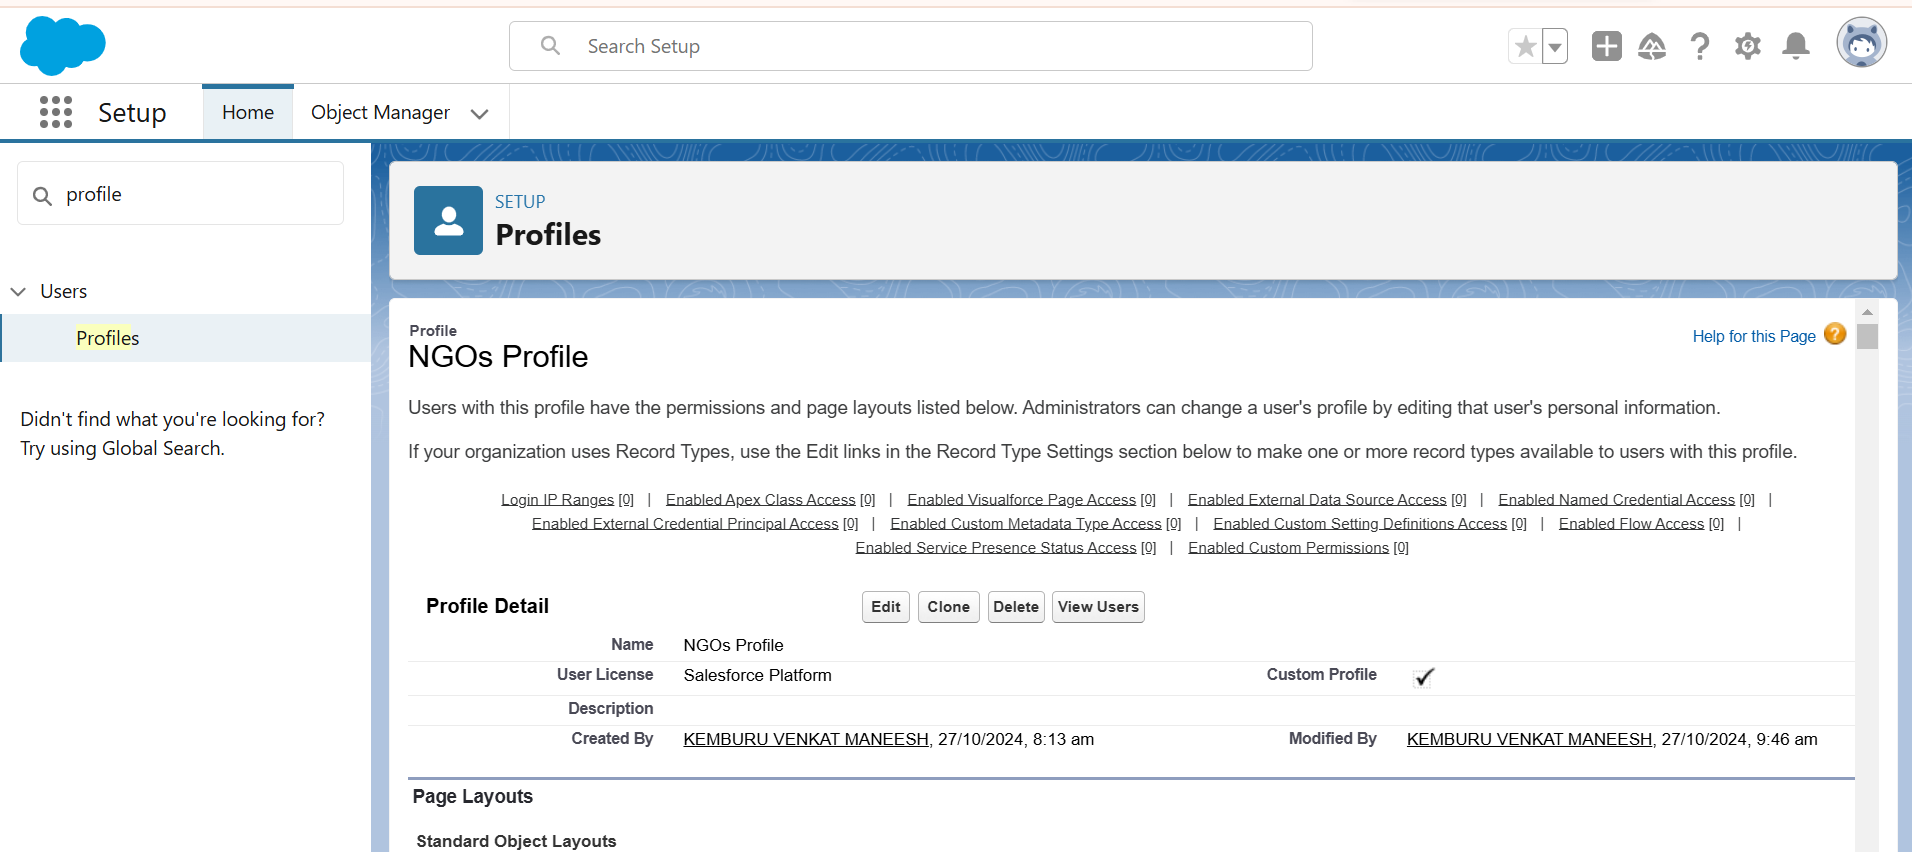 Search Setup
Setup
Home
Object Manager
profile
Users
Profiles
Didn't find what you're looking for?
Try using Global Search.
SETUP
Profiles
Profile
NGOs Profile
Help for this Page ?
Users with this profile have the permissions and page layouts listed below. Administrators can change a user's profile by editing that user's personal information.
If your organization uses Record Types, use the Edit links in the Record Type Settings section below to make one or more record types available to users with this profile.
Login IP Ranges [0] | Enabled Apex Class Access [0] | Enabled Visualforce Page Access [0] | Enabled External Data Source Access [0] | Enabled Named Credential Access [0] |
Enabled External Credential Principal Access [0] | Enabled Custom Metadata Type Access [0] | Enabled Custom Setting Definitions Access [0] | Enabled Flow Access [0] |
Enabled Service Presence Status Access [0] | Enabled Custom Permissions [0]
Profile Detail
Edit Clone Delete View Users
Name NGOs Profile
User License Salesforce Platform Custom Profile
Description
Created By KEMBURU VENKAT MANEESH, 27/10/2024, 8:13 am Modified By KEMBURU VENKAT MANEESH, 27/10/2024, 9:46 am
Page Layouts
Standard Object Layouts